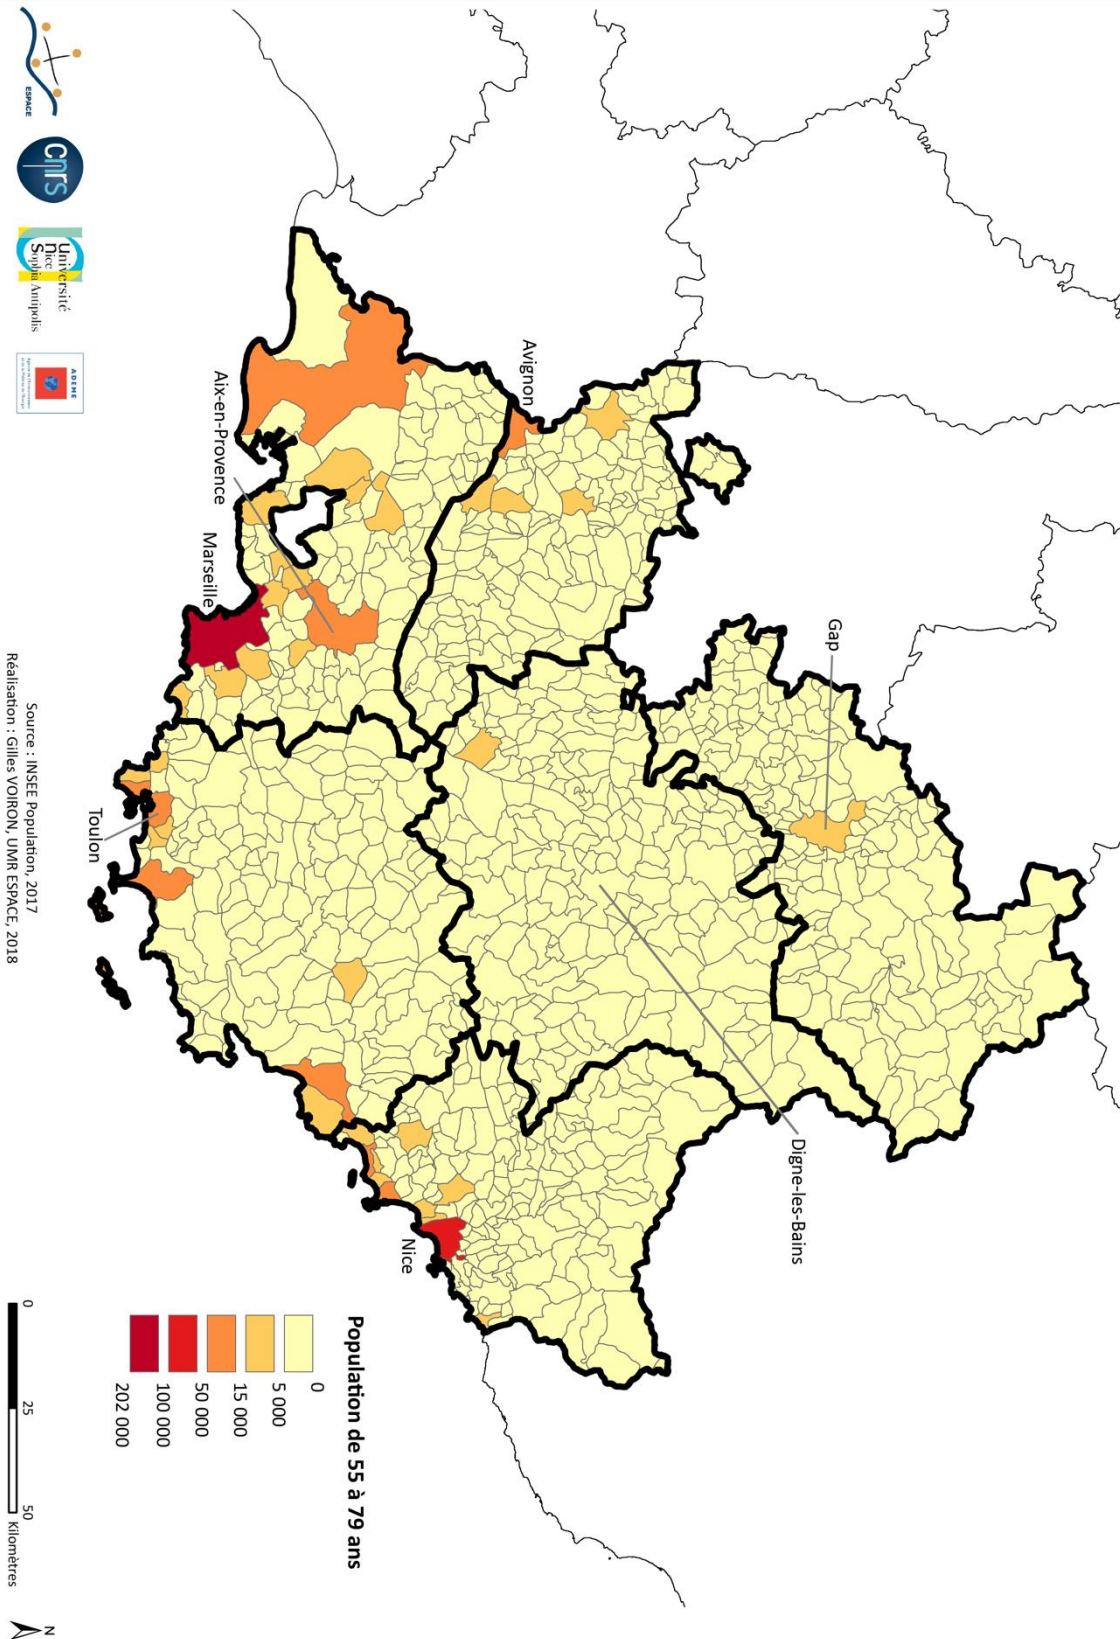 Gap
Digne-les-Bains
Avignon
Aix-en-Provence
Marseille
Toulon
Nice
Population de 55 à 79 ans
0
5 000
15 000
50 000
100 000
202 000
0 25 50
Kilomètres
N
ESPACE
cnrs
Université
Nice
Sophia Antipolis
ADEME
Source : INSEE Population, 2017
Réalisation : Gilles VOIRON, UMR ESPACE, 2018